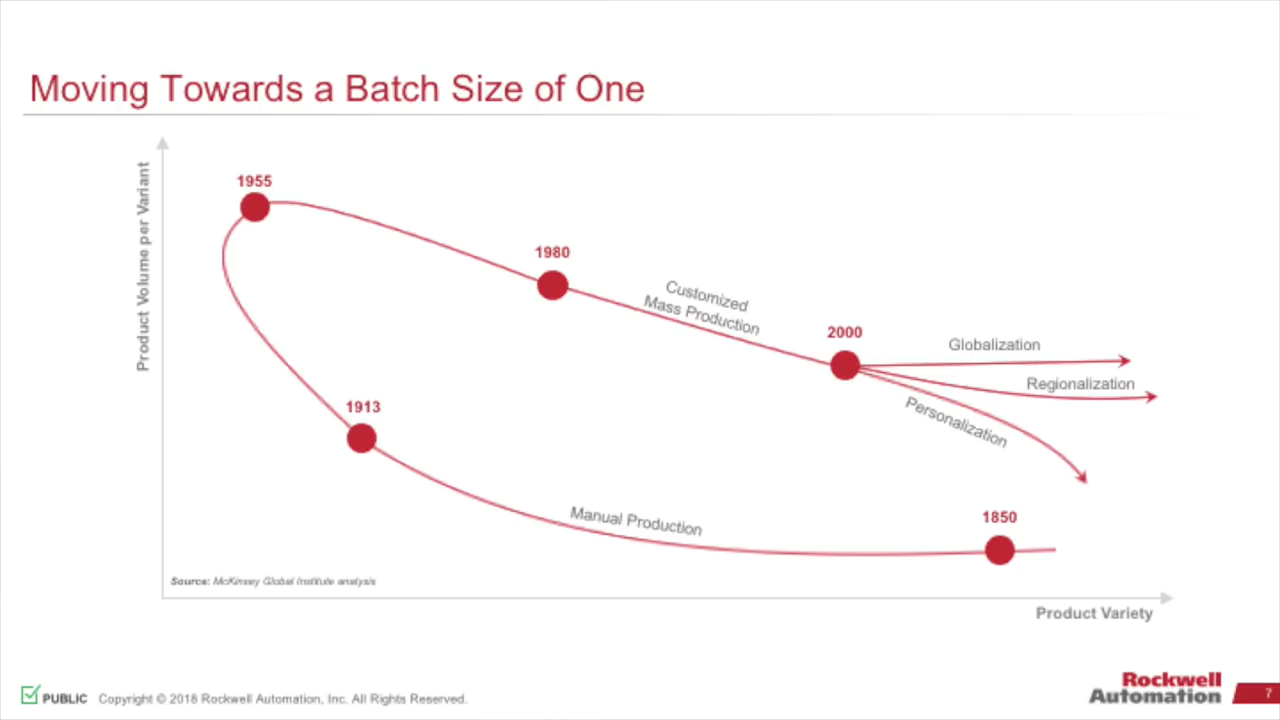 Moving Towards a Batch Size of One
Product Volume per Variant
1955
1980
Customized
Mass Production
2000
Globalization
Regionalization
Personalization
1913
Manual Production
1850
Source: McKinsey Global Institute analysis
Product Variety
PUBLIC Copyright © 2018 Rockwell Automation, Inc. All Rights Reserved.
Rockwell
Automation
7